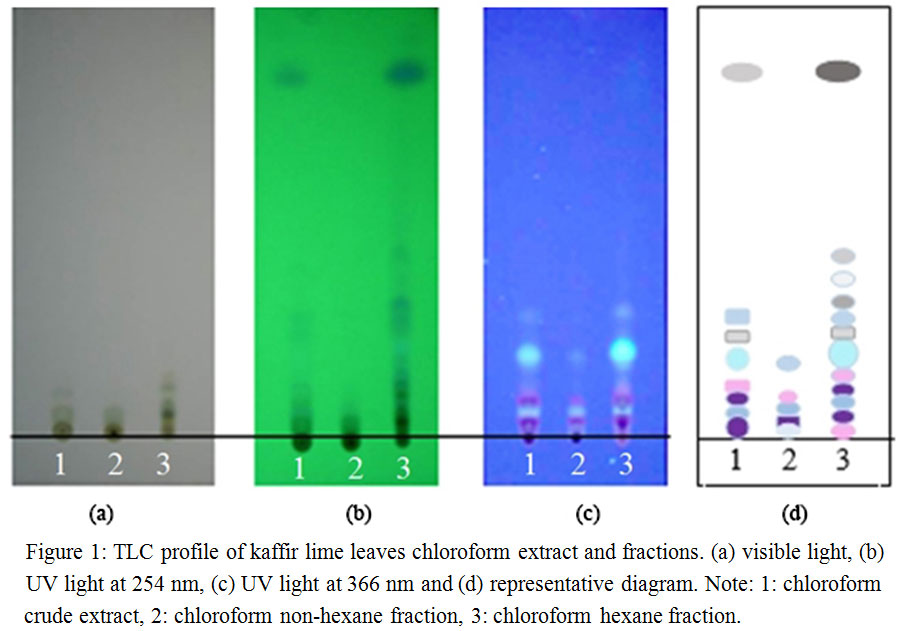 1 2 3
1 2 3
1 2 3
1 2 3
(a) (b) (c) (d)
Figure 1: TLC profile of kaffir lime leaves chloroform extract and fractions. (a) visible light, (b)
UV light at 254 nm, (c) UV light at 366 nm and (d) representative diagram. Note: 1: chloroform
crude extract, 2: chloroform non-hexane fraction, 3: chloroform hexane fraction.